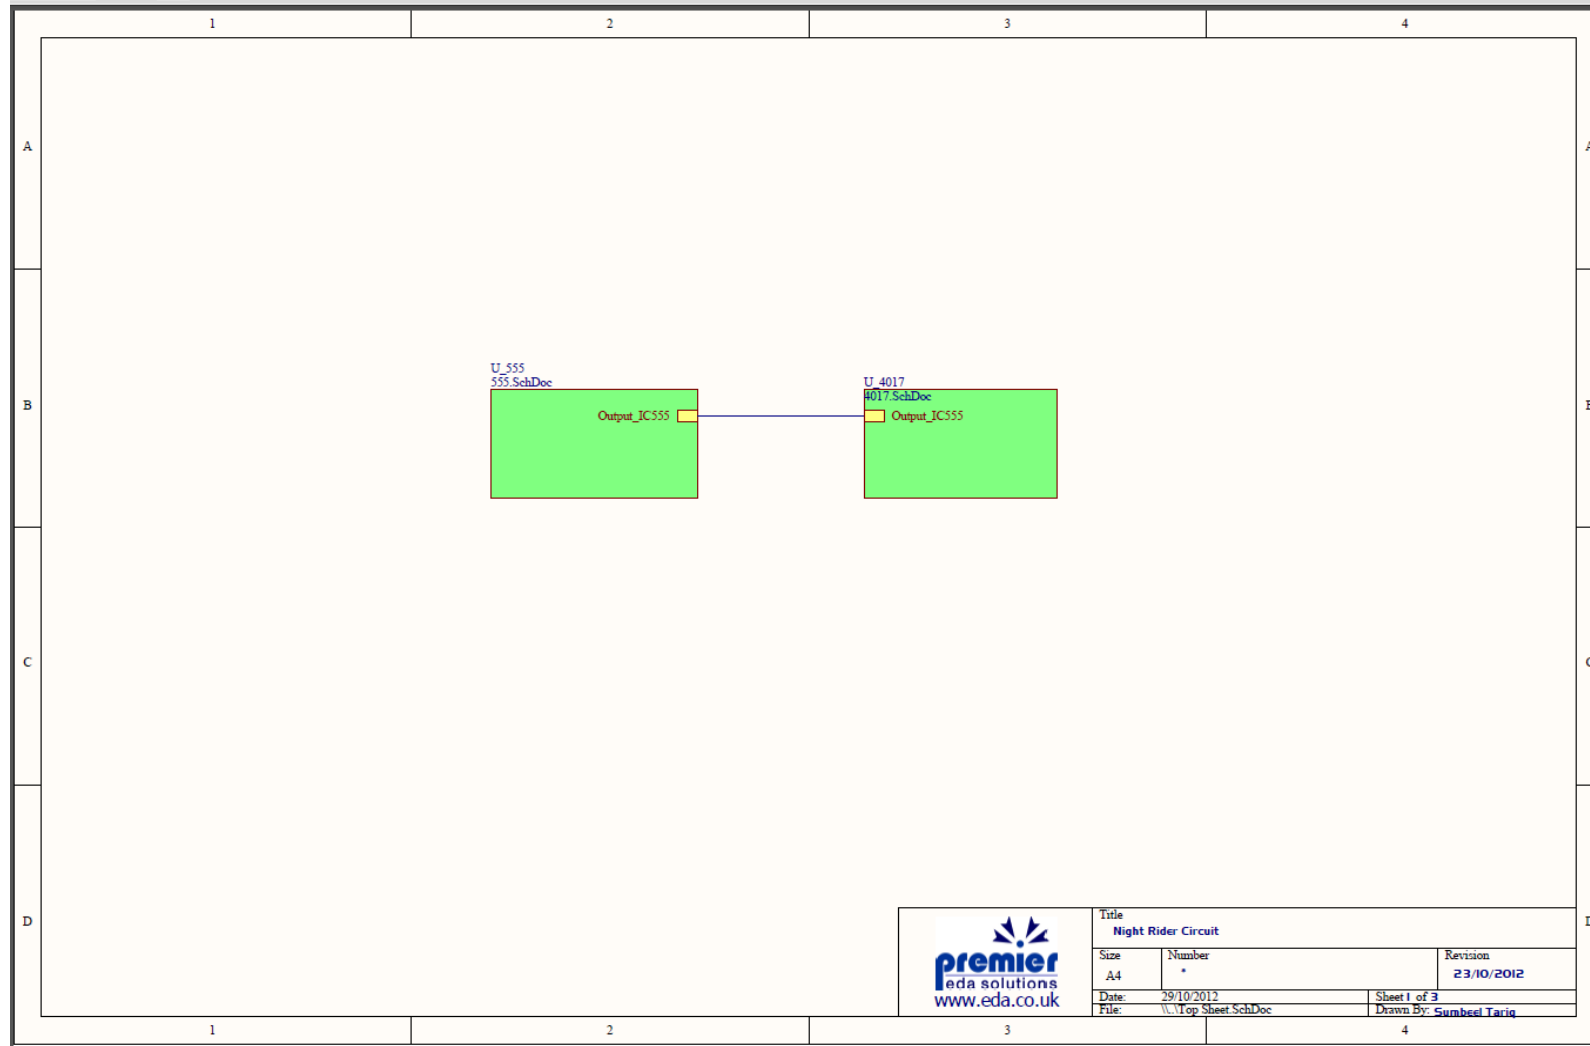 1 2 3 4
A A
U_555
555.SchDoc
U_4017
4017.SchDoc
B
Output_IC555 Output_IC555
C
D
Title
Night Rider Circuit
premier
eda solutions
www.eda.co.uk
Size Number Revision
A4 * 23/10/2012
Date: 29/10/2012 Sheet 1 of 3
File: \\..\Top Sheet.SchDoc Drawn By: Sumbeel Tariq
1 2 3 4